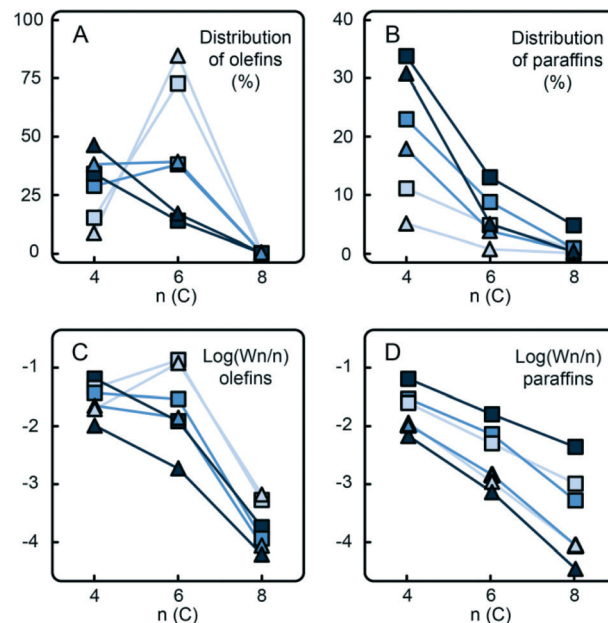 100
75
50
25
0
A
Distribution
of olefins
(%)
4 6 8
n (C)
40
30
20
10
0
B
Distribution
of paraffins
(%)
4 6 8
n (C)
-1
-2
-3
-4
C
Log(Wn/n)
olefins
4 6 8
n (C)
-1
-2
-3
-4
D
Log(Wn/n)
paraffins
4 6 8
n (C)